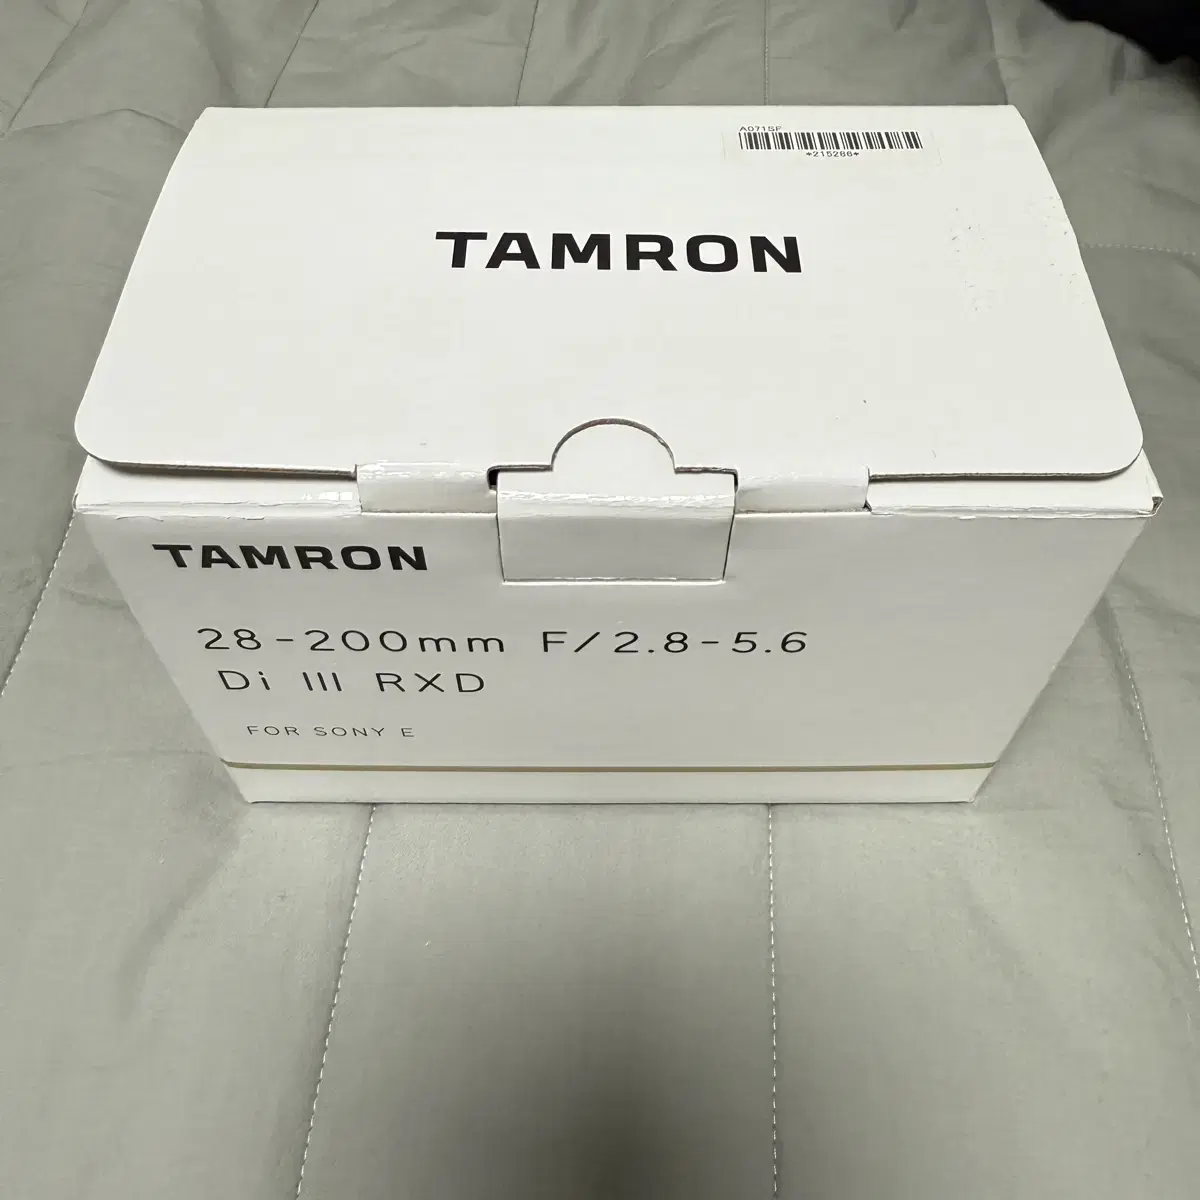 A071SF
*215286*
TAMRON
TAMRON
28-200mm F/2.8-5.6
Di III RXD
FOR SONY E